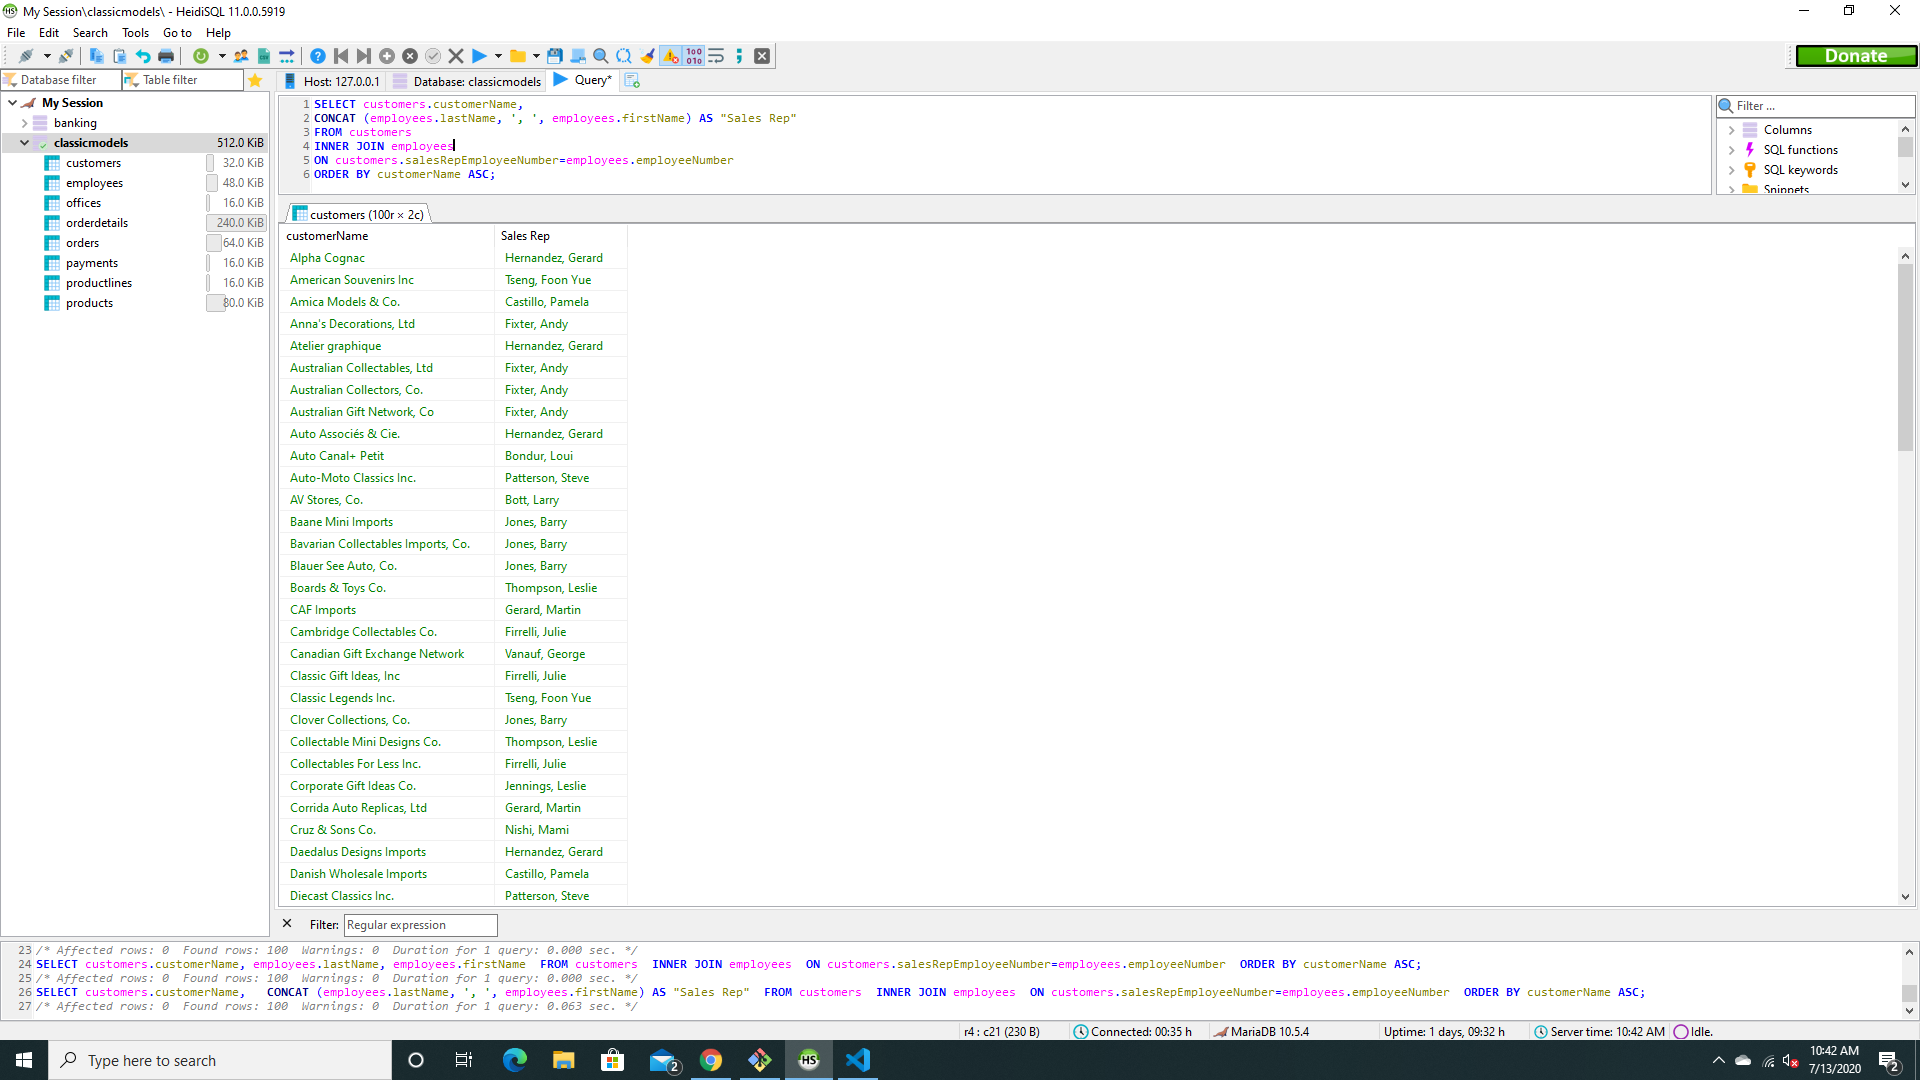 My Session\classicmodels\ - HeidiSQL 11.0.0.5919
File Edit Search Tools Go to Help
Donate
Database filter Table filter
Host: 127.0.0.1 Database: classicmodels Query*
My Session
banking
classicmodels 512.0 KiB
customers 32.0 KiB
employees 48.0 KiB
offices 16.0 KiB
orderdetails 240.0 KiB
orders 64.0 KiB
payments 16.0 KiB
productlines 16.0 KiB
products 80.0 KiB
1 SELECT customers.customerName,
2 CONCAT (employees.lastName, ', ', employees.firstName) AS "Sales Rep"
3 FROM customers
4 INNER JOIN employees
5 ON customers.salesRepEmployeeNumber=employees.employeeNumber
6 ORDER BY customerName ASC;
Filter ...
Columns
SQL functions
SQL keywords
Snippets
customers (100r × 2c)
customerName Sales Rep
Alpha Cognac Hernandez, Gerard
American Souvenirs Inc Tseng, Foon Yue
Amica Models & Co. Castillo, Pamela
Anna's Decorations, Ltd Fixter, Andy
Atelier graphique Hernandez, Gerard
Australian Collectables, Ltd Fixter, Andy
Australian Collectors, Co. Fixter, Andy
Australian Gift Network, Co Fixter, Andy
Auto Associés & Cie. Hernandez, Gerard
Auto Canal+ Petit Bondur, Loui
Auto-Moto Classics Inc. Patterson, Steve
AV Stores, Co. Bott, Larry
Baane Mini Imports Jones, Barry
Bavarian Collectables Imports, Co. Jones, Barry
Blauer See Auto, Co. Jones, Barry
Boards & Toys Co. Thompson, Leslie
CAF Imports Gerard, Martin
Cambridge Collectables Co. Firrelli, Julie
Canadian Gift Exchange Network Vanauf, George
Classic Gift Ideas, Inc Firrelli, Julie
Classic Legends Inc. Tseng, Foon Yue
Clover Collections, Co. Jones, Barry
Collectable Mini Designs Co. Thompson, Leslie
Collectables For Less Inc. Firrelli, Julie
Corporate Gift Ideas Co. Jennings, Leslie
Corrida Auto Replicas, Ltd Gerard, Martin
Cruz & Sons Co. Nishi, Mami
Daedalus Designs Imports Hernandez, Gerard
Danish Wholesale Imports Castillo, Pamela
Diecast Classics Inc. Patterson, Steve
Filter: Regular expression
23 /* Affected rows: 0 Found rows: 100 Warnings: 0 Duration for 1 query: 0.000 sec. */
24 SELECT customers.customerName, employees.lastName, employees.firstName FROM customers INNER JOIN employees ON customers.salesRepEmployeeNumber=employees.employeeNumber ORDER BY customerName ASC;
25 /* Affected rows: 0 Found rows: 100 Warnings: 0 Duration for 1 query: 0.000 sec. */
26 SELECT customers.customerName, CONCAT (employees.lastName, ', ', employees.firstName) AS "Sales Rep" FROM customers INNER JOIN employees ON customers.salesRepEmployeeNumber=employees.employeeNumber ORDER BY customerName ASC;
27 /* Affected rows: 0 Found rows: 100 Warnings: 0 Duration for 1 query: 0.063 sec. */
r4 : c21 (230 B) Connected: 00:35 h MariaDB 10.5.4 Uptime: 1 days, 09:32 h Server time: 10:42 AM Idle.
Type here to search
2
HS
10:42 AM
7/13/2020
2